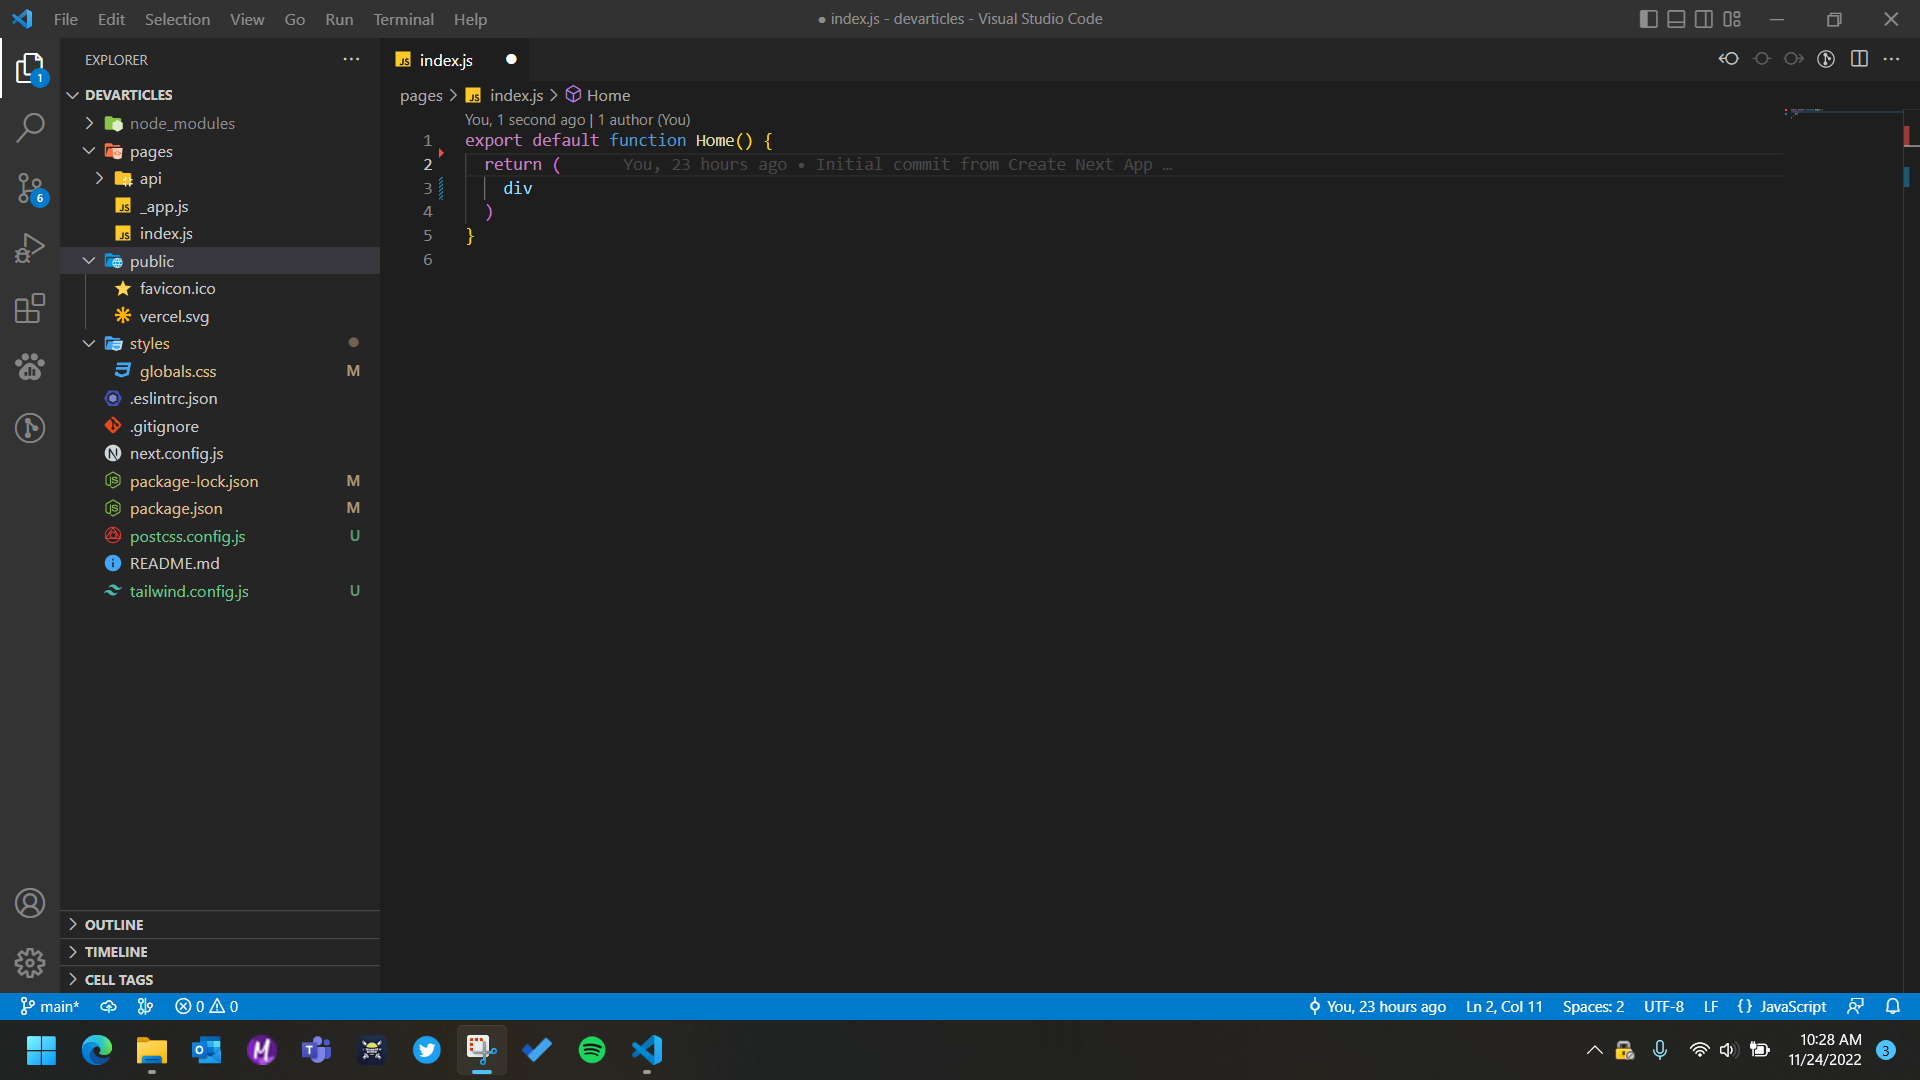 File Edit Selection View Go Run Terminal Help
● index.js - devarticles - Visual Studio Code
EXPLORER
index.js
DEVARTICLES
node_modules
pages
api
_app.js
index.js
public
favicon.ico
vercel.svg
styles
globals.css M
.eslintrc.json
.gitignore
next.config.js
package-lock.json M
package.json M
postcss.config.js U
README.md
tailwind.config.js U
OUTLINE
TIMELINE
CELL TAGS
1
6
pages > index.js > Home
You, 1 second ago | 1 author (You)
1 export default function Home() {
2 return ( You, 23 hours ago • Initial commit from Create Next App …
3 div
4 )
5 }
6
main* 0 0
You, 23 hours ago Ln 2, Col 11 Spaces: 2 UTF-8 LF {} JavaScript
10:28 AM
11/24/2022
3